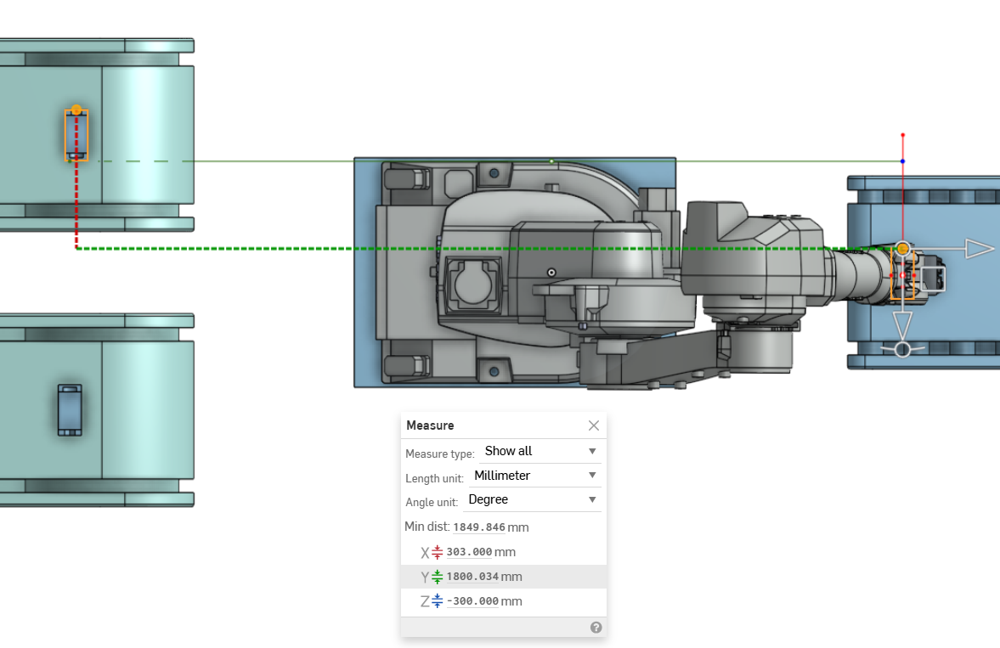 Measure
Measure type: Show all
Length unit: Millimeter
Angle unit: Degree
Min dist: 1849.846 mm
X 303.000 mm
Y 1800.034 mm
Z -300.000 mm
?